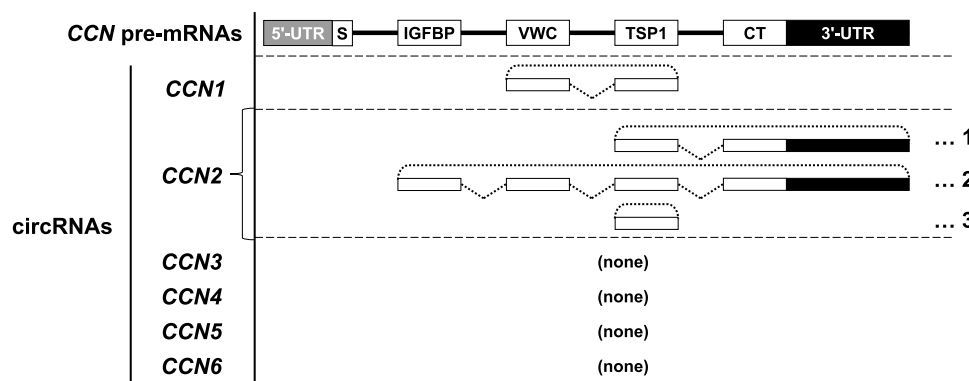 CCN pre-mRNAs 5'-UTR S IGFBP VWC TSP1 CT 3'-UTR
CCN1
... 1
CCN2 ... 2
... 3
circRNAs
CCN3 (none)
CCN4 (none)
CCN5 (none)
CCN6 (none)